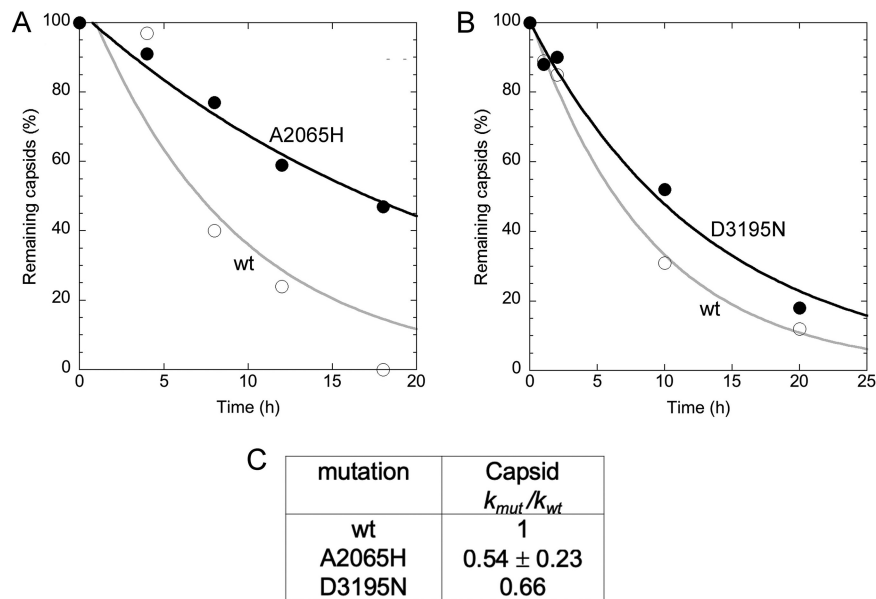 A
B
100
80
60
40
20
0
Remaining capsids (%)
A2065H
wt
0
5
10
15
20
Time (h)
100
80
60
40
20
0
Remaining capsids (%)
D3195N
wt
0
5
10
15
20
25
Time (h)
C
mutation Capsid
kmut/kwt
wt 1
A2065H 0.54 ± 0.23
D3195N 0.66